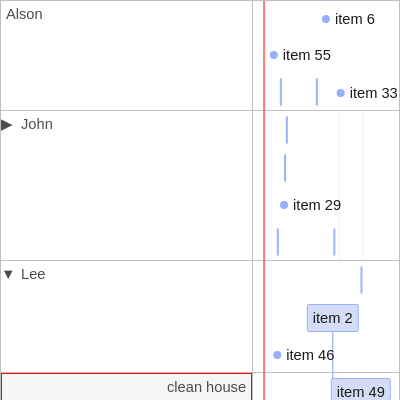 Alson
item 6
item 55
item 33
▶ John
item 29
▼ Lee
item 2
item 46
clean house
item 49